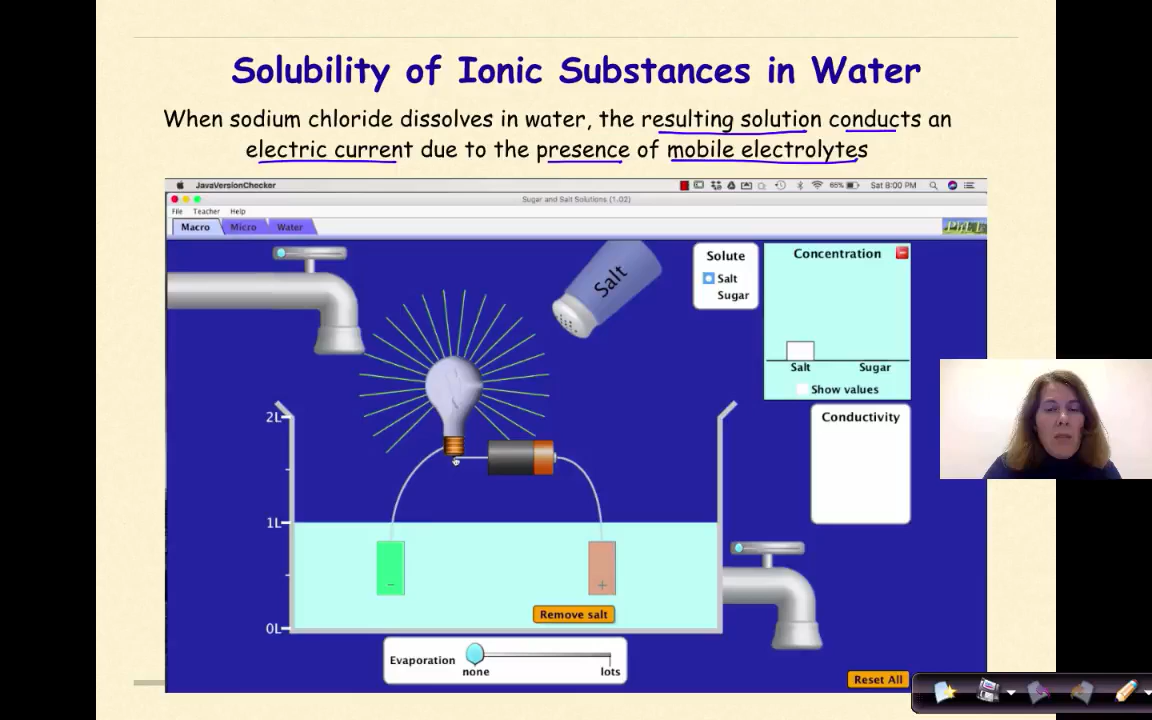 Solubility of Ionic Substances in Water
When sodium chloride dissolves in water, the resulting solution conducts an
electric current due to the presence of mobile electrolytes
JavaVersionChecker
65%
Sat 8:00 PM
Sugar and Salt Solutions (1.02)
File Teacher Help
Macro Micro Water
PhET
Salt
Solute
Salt
Sugar
Concentration
Salt Sugar
Show values
Conductivity
2L
1L
0L
−
+
Remove salt
Evaporation
none lots
Reset All